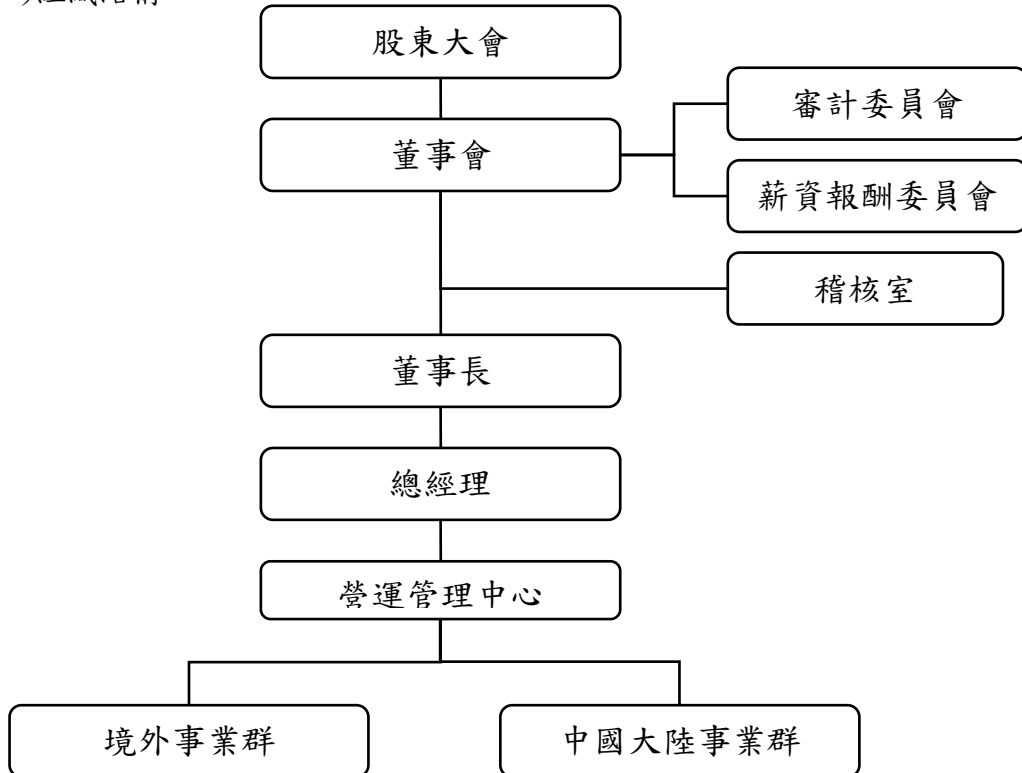 股東大會
審計委員會
董事會
薪資報酬委員會
稽核室
董事長
總經理
營運管理中心
境外事業群
中國大陸事業群